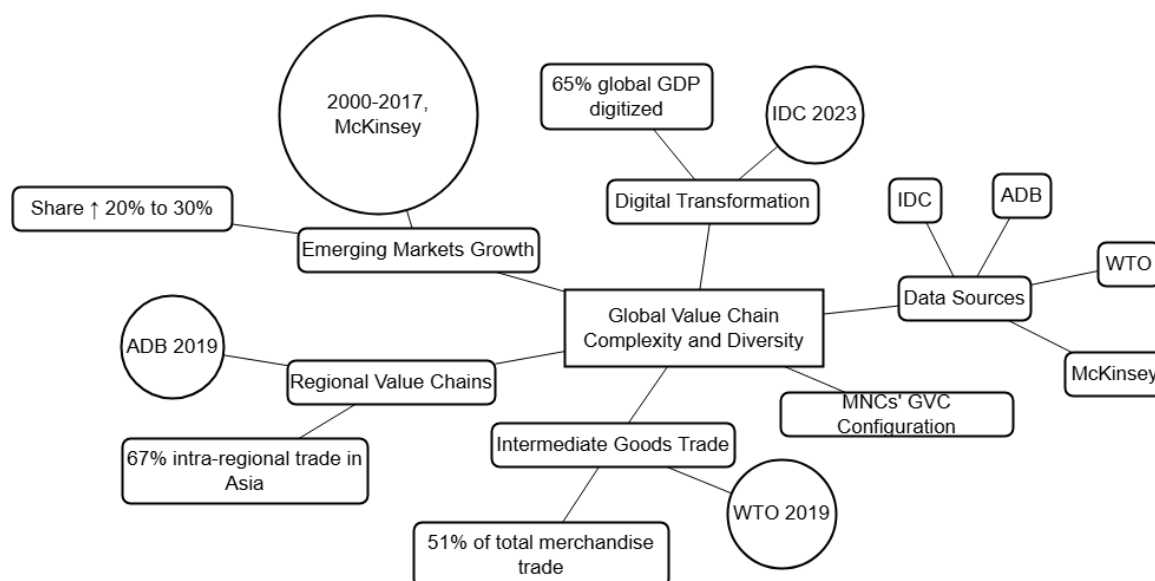 2000-2017,
McKinsey
65% global GDP
digitized
IDC 2023
Share ↑ 20% to 30%
Emerging Markets Growth
Digital Transformation
IDC
ADB
WTO
Data Sources
McKinsey
Global Value Chain
Complexity and Diversity
ADB 2019
Regional Value Chains
67% intra-regional trade in
Asia
MNCs' GVC
Configuration
Intermediate Goods Trade
WTO 2019
51% of total merchandise
trade